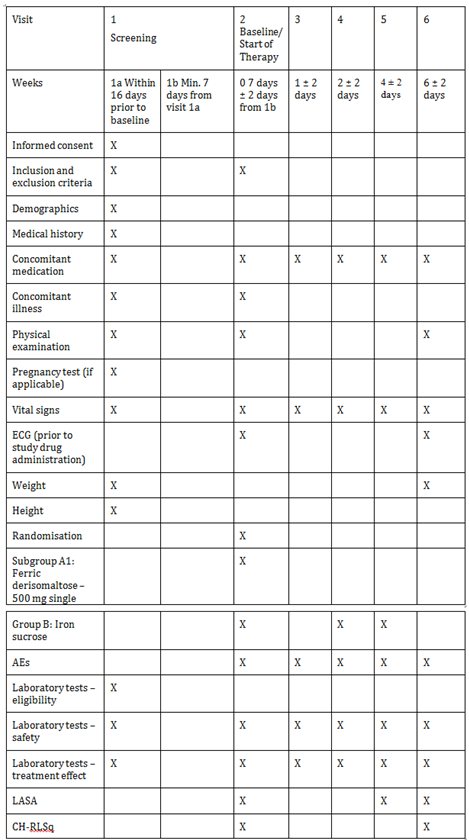 Visit 1 2 3 4 5 6
Screening Baseline/
Start of
Therapy
Weeks 1a Within 1b Min. 7 0 7 days 1 ± 2 2 ± 2 4 ± 2 6 ± 2
16 days days from ± 2 days days days days days
prior to visit 1a from 1b
baseline
Informed consent X
Inclusion and X X
exclusion criteria
Demographics X
Medical history X
Concomitant X X X X X X
medication
Concomitant X X
illness
Physical X X X
examination
Pregnancy test (if X
applicable)
Vital signs X X X X X X
ECG (prior to X X
study drug
administration)
Weight X X
Height X
Randomisation X
Subgroup A1: X
Ferric
derisomaltose –
500 mg single
Group B: Iron X X X
sucrose
AEs X X X X X
Laboratory tests – X
eligibility
Laboratory tests – X X X X X X
safety
Laboratory tests – X X X X X X
treatment effect
LASA X X X
CH-RLSq X X